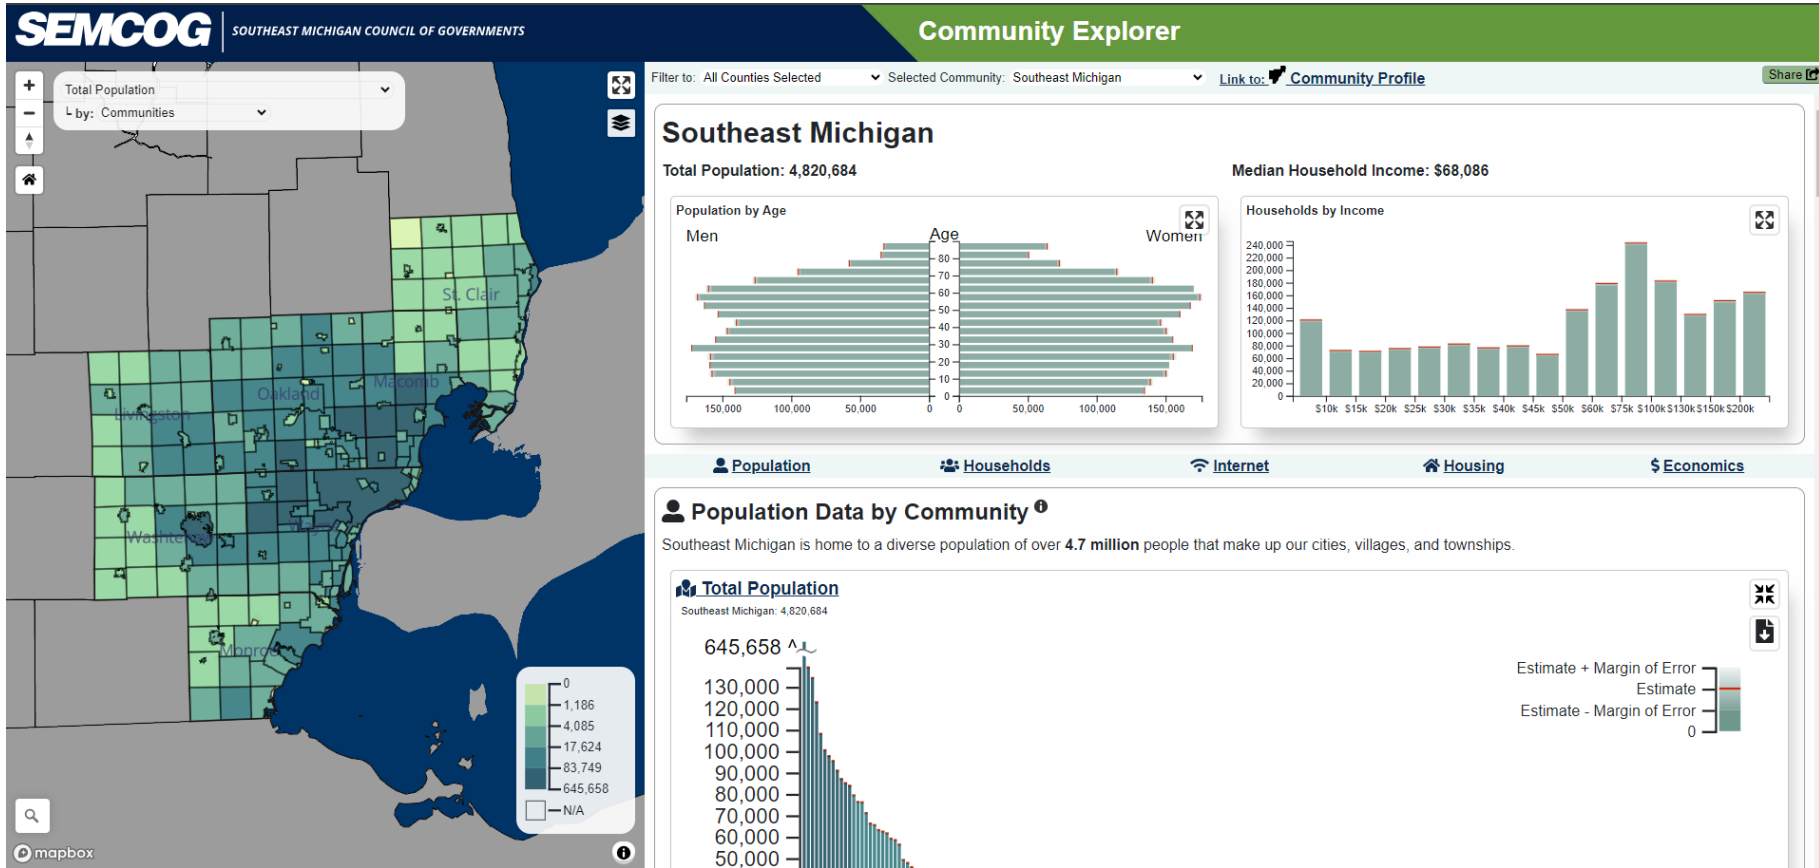 SEMCOG
SOUTHEAST MICHIGAN COUNCIL OF GOVERNMENTS
Community Explorer
Total Population
by: Communities
St. Clair
Oakland
Macomb
Livingston
Washtenaw
Wayne
Monroe
0
1,186
4,085
17,624
83,749
645,658
N/A
mapbox
Filter to: All Counties Selected Selected Community: Southeast Michigan Link to: Community Profile Share
Southeast Michigan
Total Population: 4,820,684
Median Household Income: $68,086
Population by Age
Men Age Women
80
70
60
50
40
30
20
10
0
150,000 100,000 50,000 0 0 50,000 100,000 150,000
Households by Income
240,000
220,000
200,000
180,000
160,000
140,000
120,000
100,000
80,000
60,000
40,000
20,000
0
$10k $15k $20k $25k $30k $35k $40k $45k $50k $60k $75k $100k $130k $150k $200k
Population Households Internet Housing Economics
Population Data by Community
Southeast Michigan is home to a diverse population of over 4.7 million people that make up our cities, villages, and townships.
Total Population
Southeast Michigan: 4,820,684
645,658 ^
130,000
120,000
110,000
100,000
90,000
80,000
70,000
60,000
50,000
Estimate + Margin of Error
Estimate
Estimate - Margin of Error
0